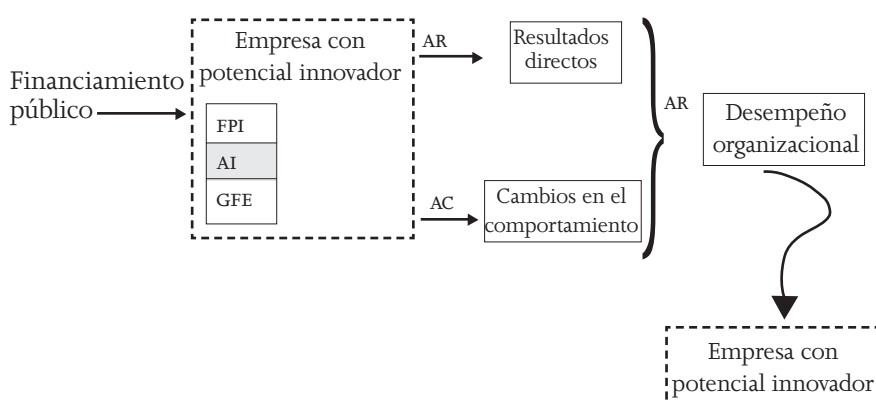 Financiamiento
público
Empresa con
potencial innovador
FPI
AI
GFE
AR
Resultados
directos
AC
Cambios en el
comportamiento
AR
Desempeño
organizacional
Empresa con
potencial innovador